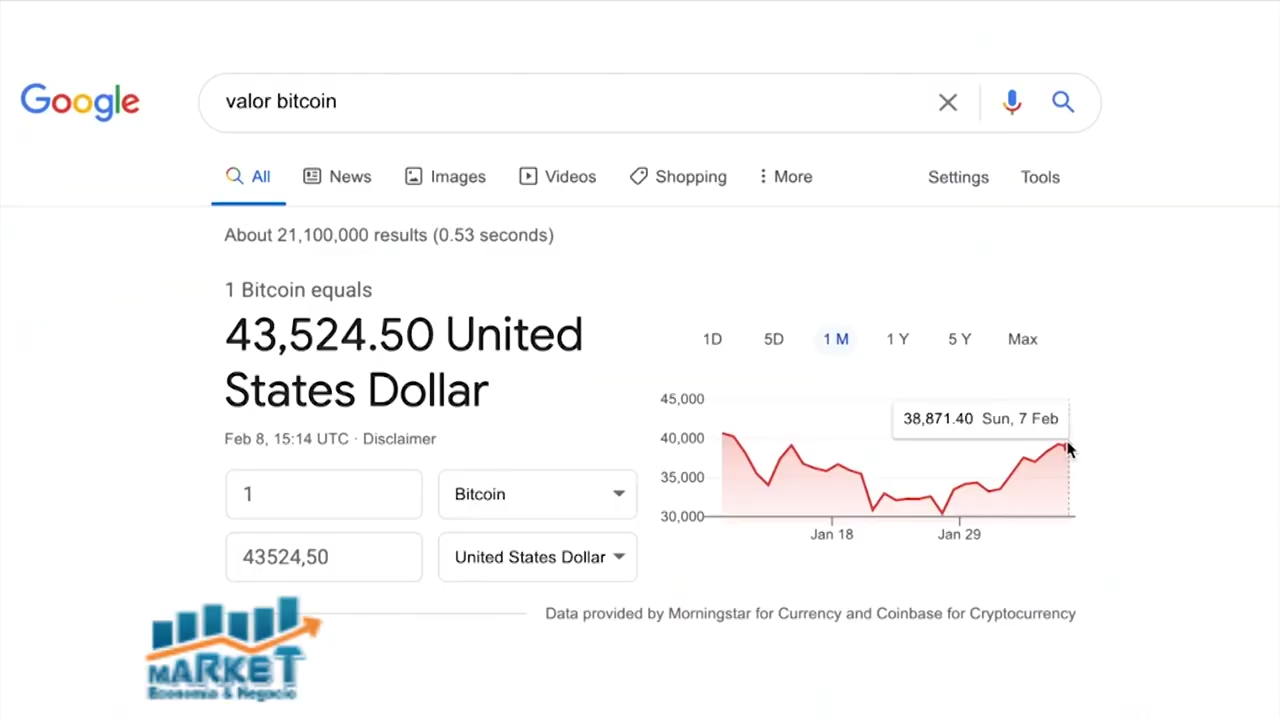 Google
valor bitcoin
All
News
Images
Videos
Shopping
More
Settings
Tools
About 21,100,000 results (0.53 seconds)
1 Bitcoin equals
43,524.50 United
States Dollar
Feb 8, 15:14 UTC · Disclaimer
1
Bitcoin
43524,50
United States Dollar
1D
5D
1 M
1 Y
5 Y
Max
45,000
40,000
35,000
30,000
38,871.40 Sun, 7 Feb
Jan 18
Jan 29
Data provided by Morningstar for Currency and Coinbase for Cryptocurrency
MARKET
Economia & Negocio